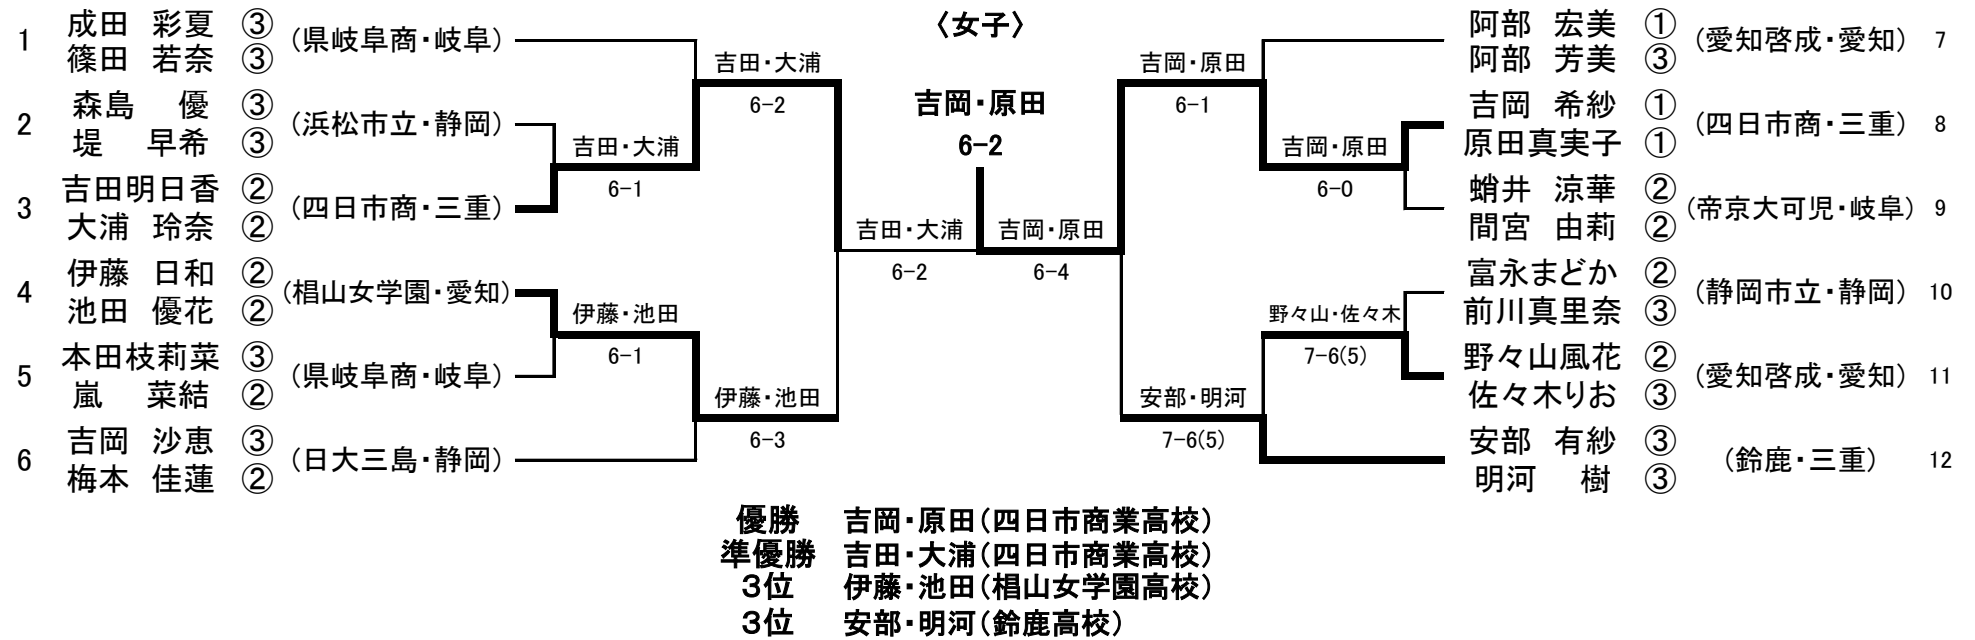 〈女子〉
1 成田 彩夏 ③ (県岐阜商・岐阜)
篠田 若奈 ③
2 森島 優 ③ (浜松市立・静岡)
堤 早希 ③
3 吉田明日香 ② (四日市商・三重)
大浦 玲奈 ②
4 伊藤 日和 ② (椙山女学園・愛知)
池田 優花 ②
5 本田枝莉菜 ③ (県岐阜商・岐阜)
嵐 菜結 ②
6 吉岡 沙恵 ③ (日大三島・静岡)
梅本 佳蓮 ②
吉田・大浦
6-1
伊藤・池田
6-1
吉田・大浦
6-2
伊藤・池田
6-3
吉田・大浦
6-2
吉岡・原田
6-2
吉岡・原田
6-4
吉岡・原田
6-1
安部・明河
7-6(5)
吉岡・原田
6-0
野々山・佐々木
7-6(5)
阿部 宏美 ① (愛知啓成・愛知) 7
阿部 芳美 ③
吉岡 希紗 ① (四日市商・三重) 8
原田真実子 ①
蛸井 涼華 ② (帝京大可児・岐阜) 9
間宮 由莉 ②
富永まどか ② (静岡市立・静岡) 10
前川真里奈 ③
野々山風花 ② (愛知啓成・愛知) 11
佐々木りお ③
安部 有紗 ③ (鈴鹿・三重) 12
明河 樹 ③
優勝 吉岡・原田(四日市商業高校)
準優勝 吉田・大浦(四日市商業高校)
3位 伊藤・池田(椙山女学園高校)
3位 安部・明河(鈴鹿高校)